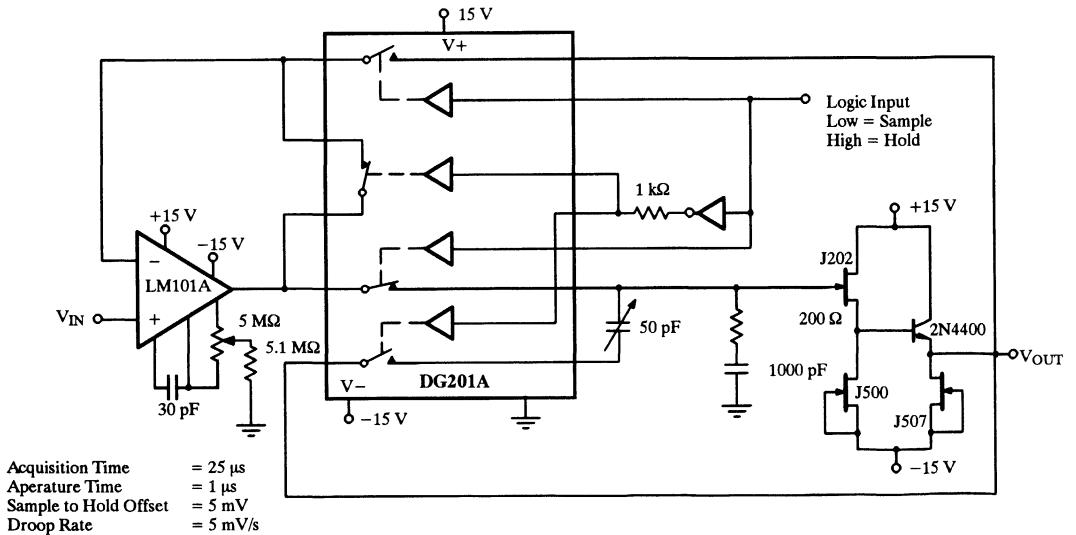 15 V
V+
Logic Input
Low = Sample
High = Hold
1 kΩ
+15 V
−15 V
LM101A
−
+
V_IN
5 MΩ
5.1 MΩ
30 pF
50 pF
1000 pF
V−
DG201A
−15 V
+15 V
J202
200 Ω
2N4400
V_OUT
J500
J507
−15 V
Acquisition Time = 25 μs
Aperature Time = 1 μs
Sample to Hold Offset = 5 mV
Droop Rate = 5 mV/s